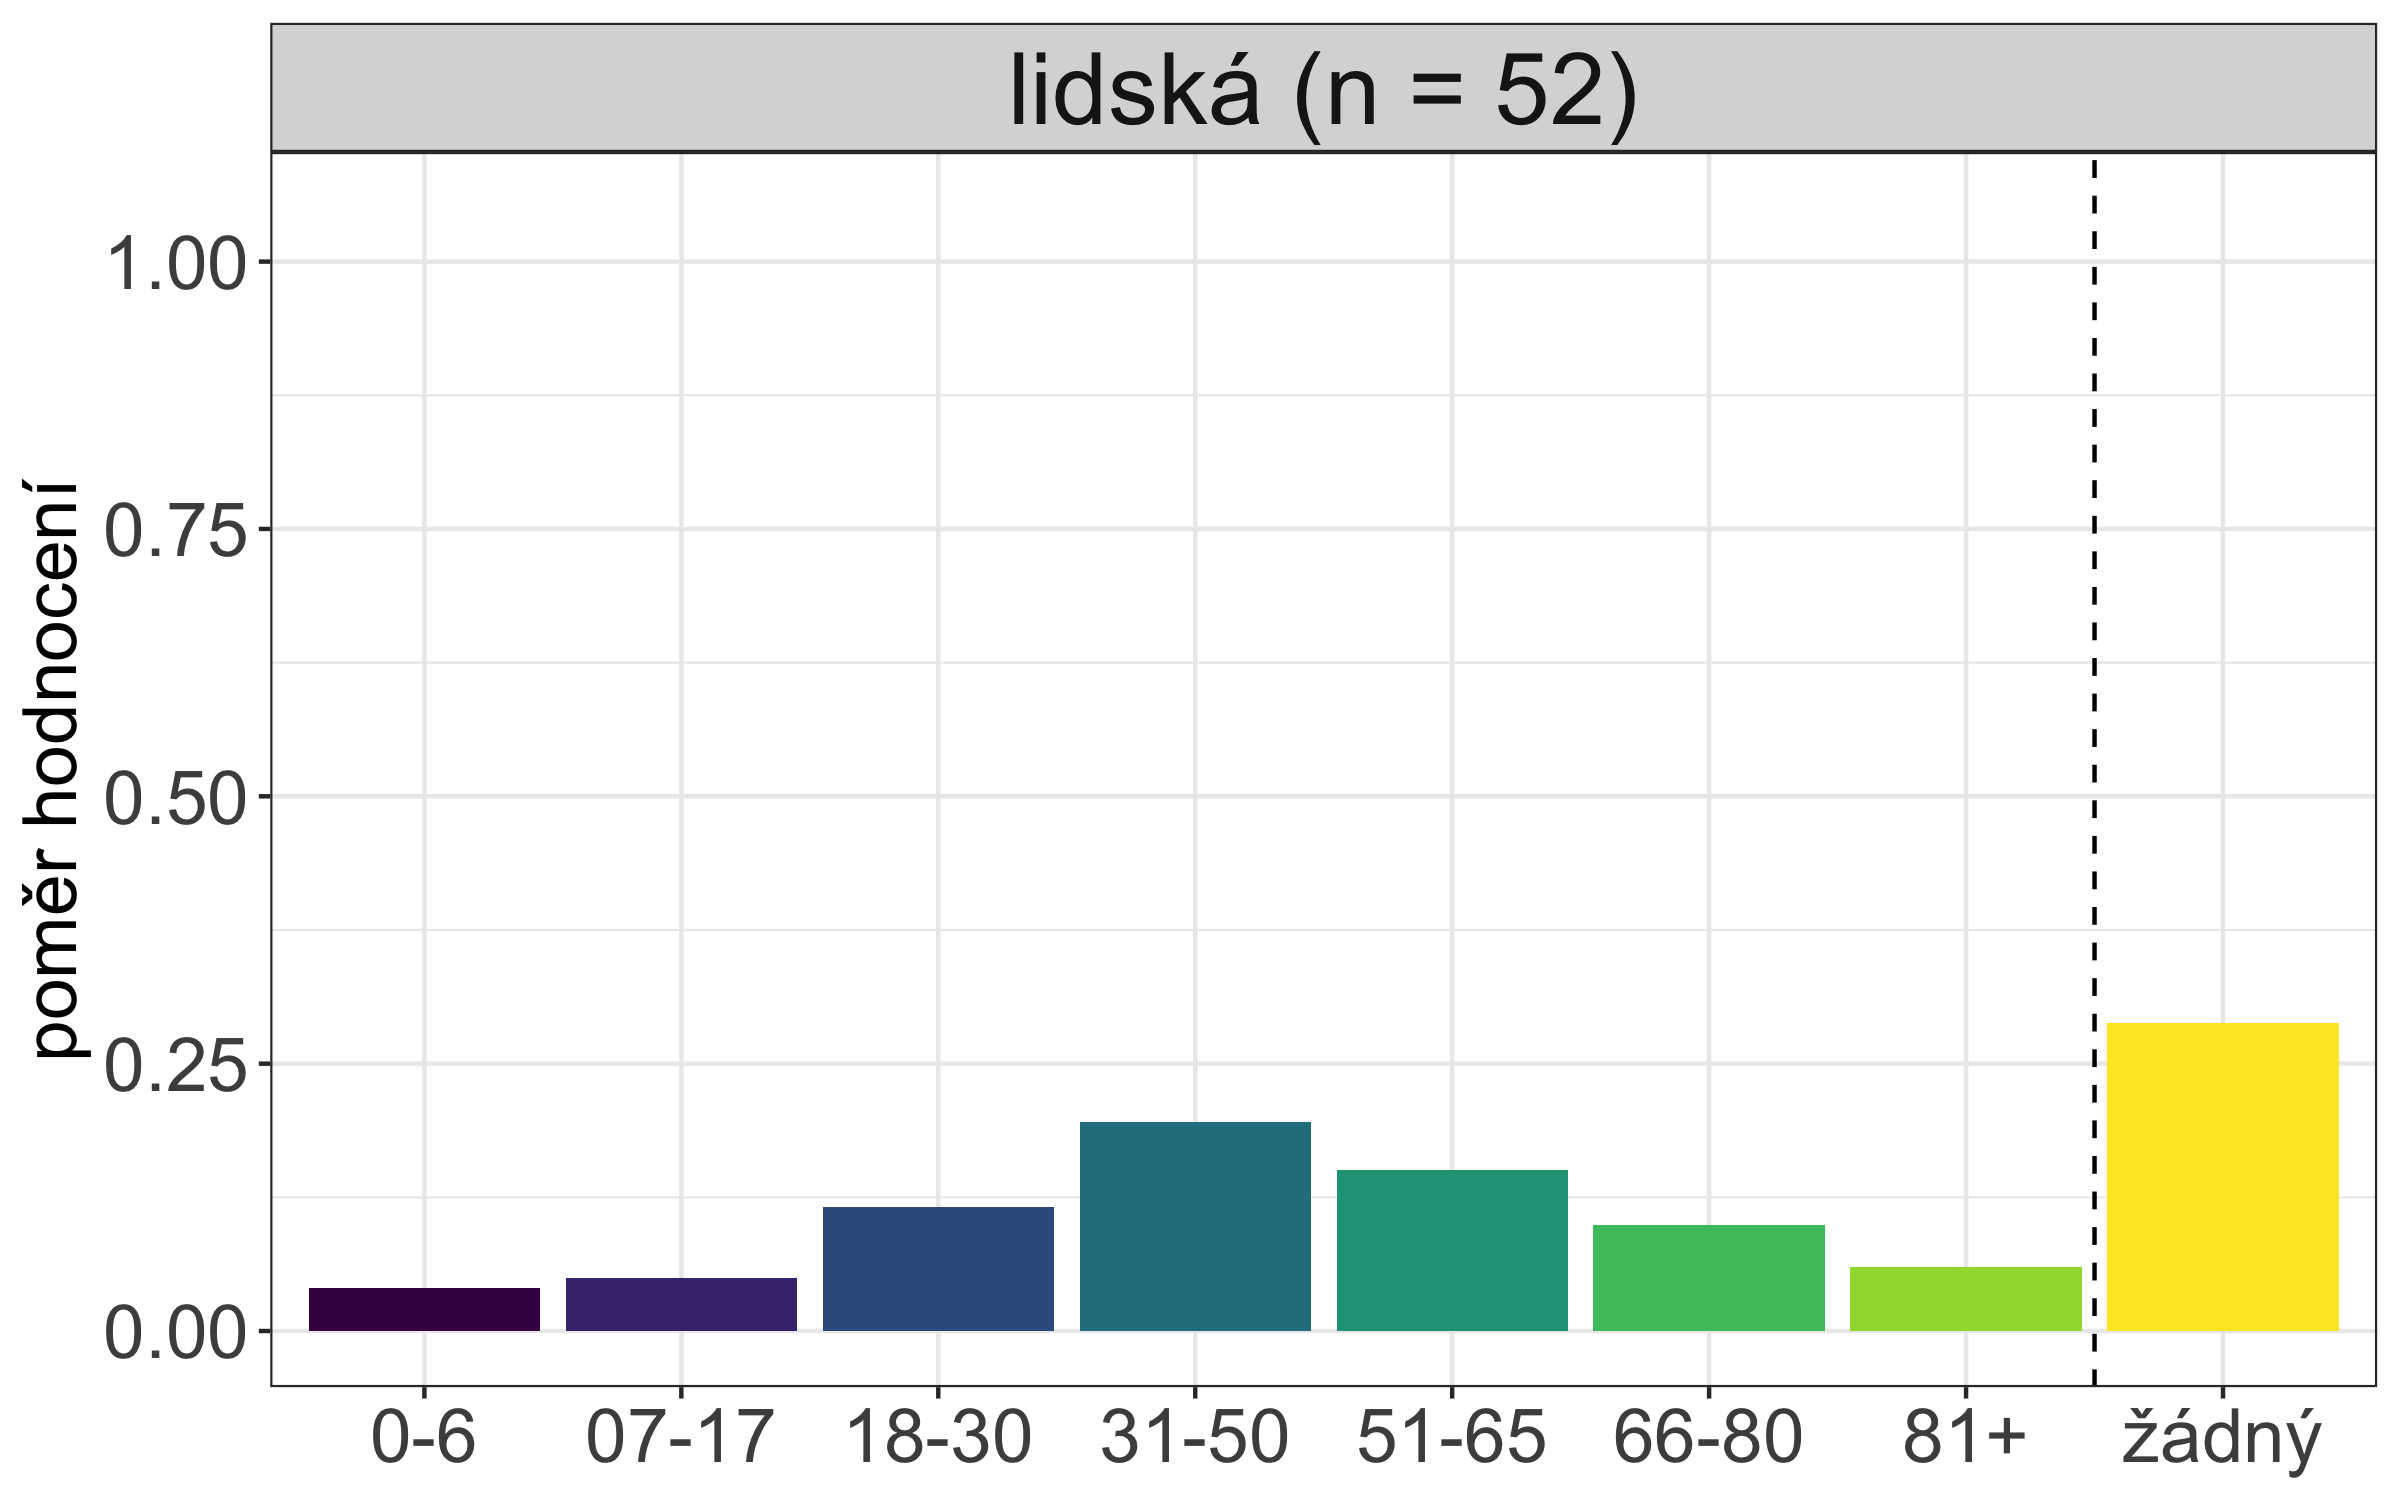 lidská (n = 52)
poměr hodnocení
1.00
0.75
0.50
0.25
0.00
0-6 07-17 18-30 31-50 51-65 66-80 81+ žádný